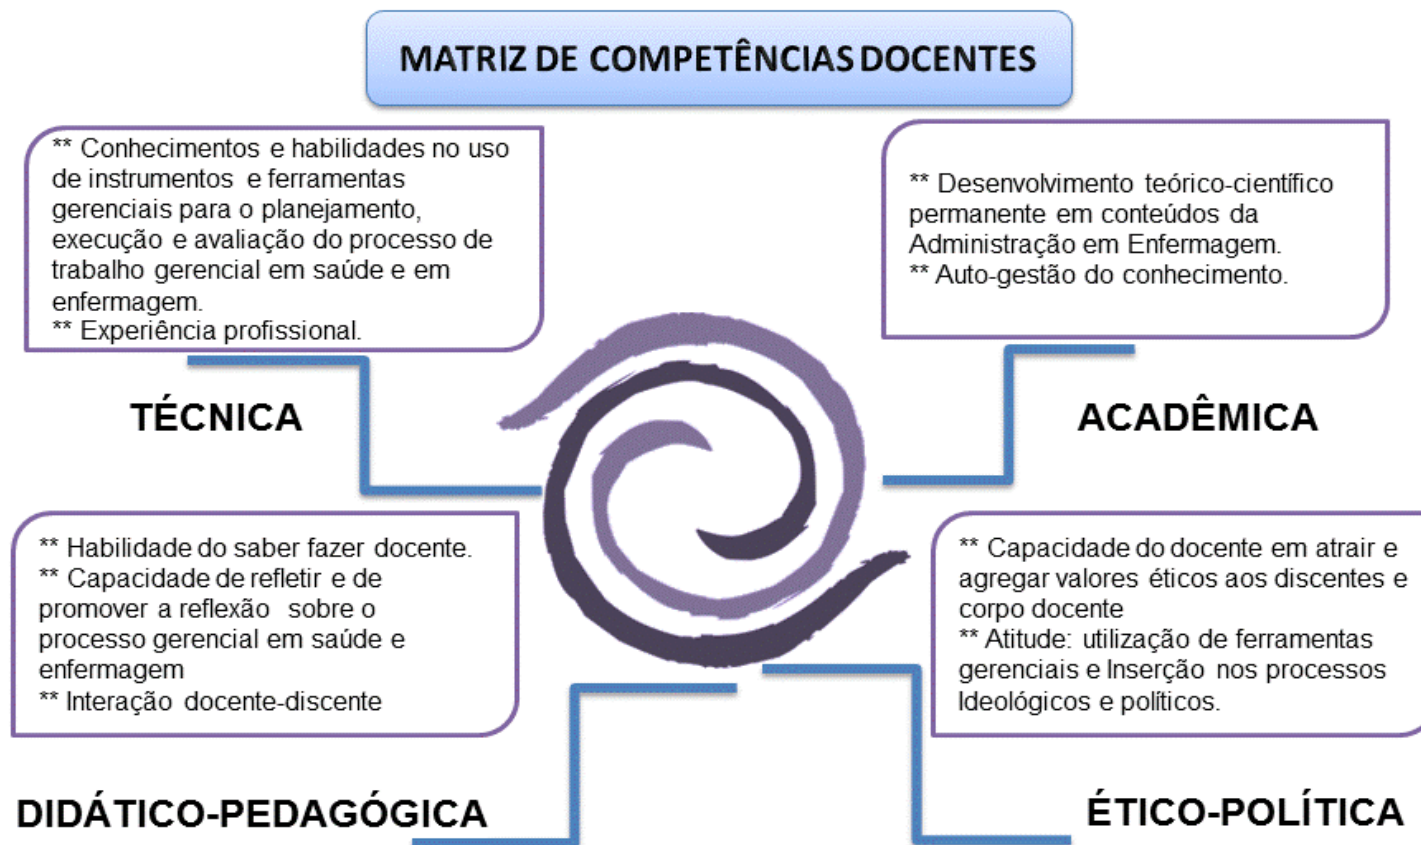 MATRIZ DE COMPETÊNCIAS DOCENTES
** Conhecimentos e habilidades no uso
de instrumentos e ferramentas
gerenciais para o planejamento,
execução e avaliação do processo de
trabalho gerencial em saúde e em
enfermagem.
** Experiência profissional.
TÉCNICA
** Desenvolvimento teórico-científico
permanente em conteúdos da
Administração em Enfermagem.
** Auto-gestão do conhecimento.
ACADÊMICA
** Habilidade do saber fazer docente.
** Capacidade de refletir e de
promover a reflexão sobre o
processo gerencial em saúde e
enfermagem
** Interação docente-discente
DIDÁTICO-PEDAGÓGICA
** Capacidade do docente em atrair e
agregar valores éticos aos discentes e
corpo docente
** Atitude: utilização de ferramentas
gerenciais e Inserção nos processos
Ideológicos e políticos.
ÉTICO-POLÍTICA